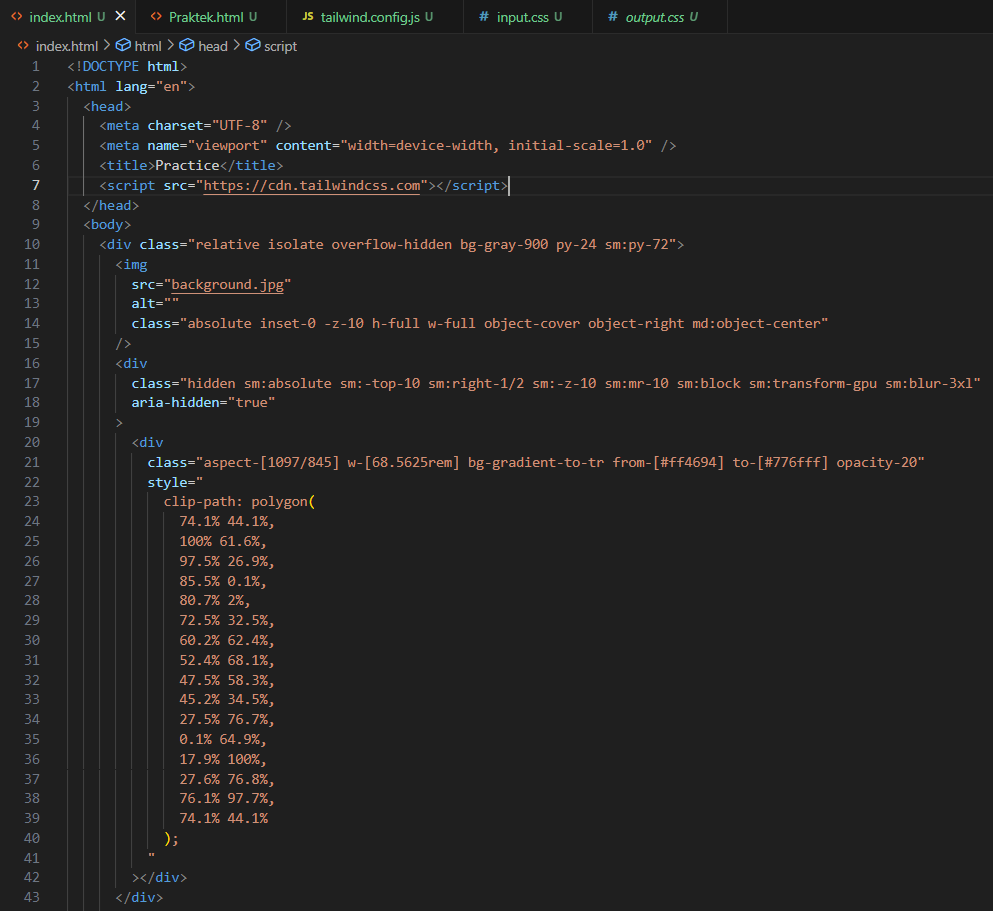 index.html U
Praktek.html U
JS tailwind.config.js U
# input.css U
# output.css U
index.html > html > head > script
1 <!DOCTYPE html>
2 <html lang="en">
3 <head>
4 <meta charset="UTF-8" />
5 <meta name="viewport" content="width=device-width, initial-scale=1.0" />
6 <title>Practice</title>
7 <script src="https://cdn.tailwindcss.com"></script>
8 </head>
9 <body>
10 <div class="relative isolate overflow-hidden bg-gray-900 py-24 sm:py-72">
11 <img
12 src="background.jpg"
13 alt=""
14 class="absolute inset-0 -z-10 h-full w-full object-cover object-right md:object-center"
15 />
16 <div
17 class="hidden sm:absolute sm:-top-10 sm:right-1/2 sm:-z-10 sm:mr-10 sm:block sm:transform-gpu sm:blur-3xl"
18 aria-hidden="true"
19 >
20 <div
21 class="aspect-[1097/845] w-[68.5625rem] bg-gradient-to-tr from-[#ff4694] to-[#776fff] opacity-20"
22 style="
23 clip-path: polygon(
24 74.1% 44.1%,
25 100% 61.6%,
26 97.5% 26.9%,
27 85.5% 0.1%,
28 80.7% 2%,
29 72.5% 32.5%,
30 60.2% 62.4%,
31 52.4% 68.1%,
32 47.5% 58.3%,
33 45.2% 34.5%,
34 27.5% 76.7%,
35 0.1% 64.9%,
36 17.9% 100%,
37 27.6% 76.8%,
38 76.1% 97.7%,
39 74.1% 44.1%
40 );
41 "
42 ></div>
43 </div>